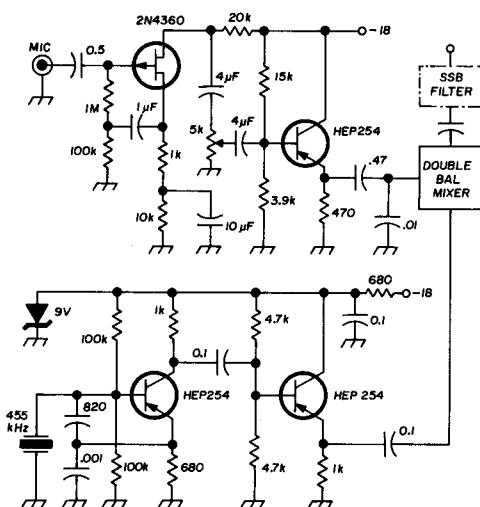 2N4360
20k
-18
MIC
0.5
1M
1µF
4µF
15k
4µF
5k
HEP254
SSB
FILTER
100k
1k
.47
DOUBLE
BAL
MIXER
10k
10µF
3.9k
470
.01
680
-18
9V
100k
1k
4.7k
0.1
0.1
HEP254
HEP 254
455
kHz
820
.001
100k
680
4.7k
1k
0.1